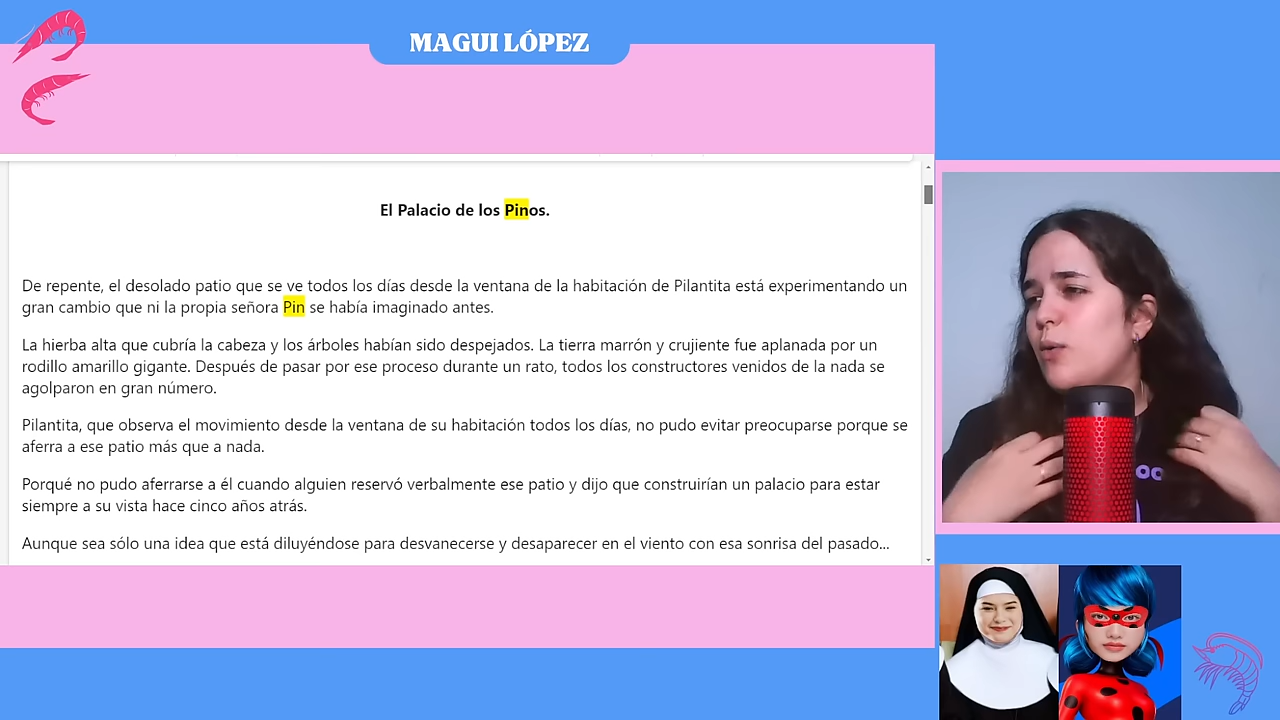 MAGUI LÓPEZ
El Palacio de los Pinos.
De repente, el desolado patio que se ve todos los días desde la ventana de la habitación de Pilantita está experimentando un
gran cambio que ni la propia señora Pin se había imaginado antes.
La hierba alta que cubría la cabeza y los árboles habían sido despejados. La tierra marrón y crujiente fue aplanada por un
rodillo amarillo gigante. Después de pasar por ese proceso durante un rato, todos los constructores venidos de la nada se
agolparon en gran número.
Pilantita, que observa el movimiento desde la ventana de su habitación todos los días, no pudo evitar preocuparse porque se
aferra a ese patio más que a nada.
Porqué no pudo aferrarse a él cuando alguien reservó verbalmente ese patio y dijo que construirían un palacio para estar
siempre a su vista hace cinco años atrás.
Aunque sea sólo una idea que está diluyéndose para desvanecerse y desaparecer en el viento con esa sonrisa del pasado...